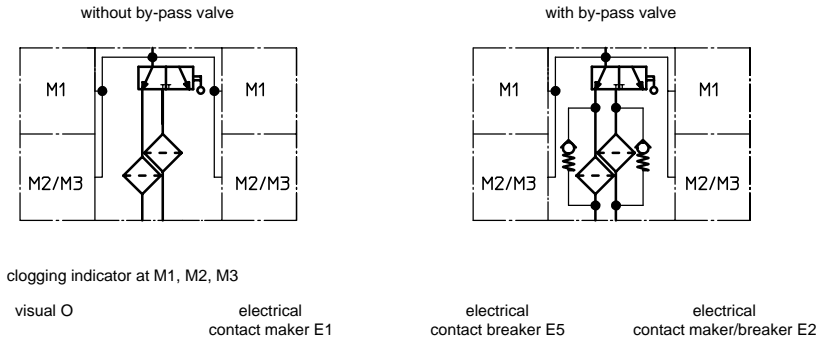 without by-pass valve
with by-pass valve
M1
M1
M1
M1
M2/M3
M2/M3
M2/M3
M2/M3
clogging indicator at M1, M2, M3
visual O
electrical
contact maker E1
electrical
contact breaker E5
electrical
contact maker/breaker E2